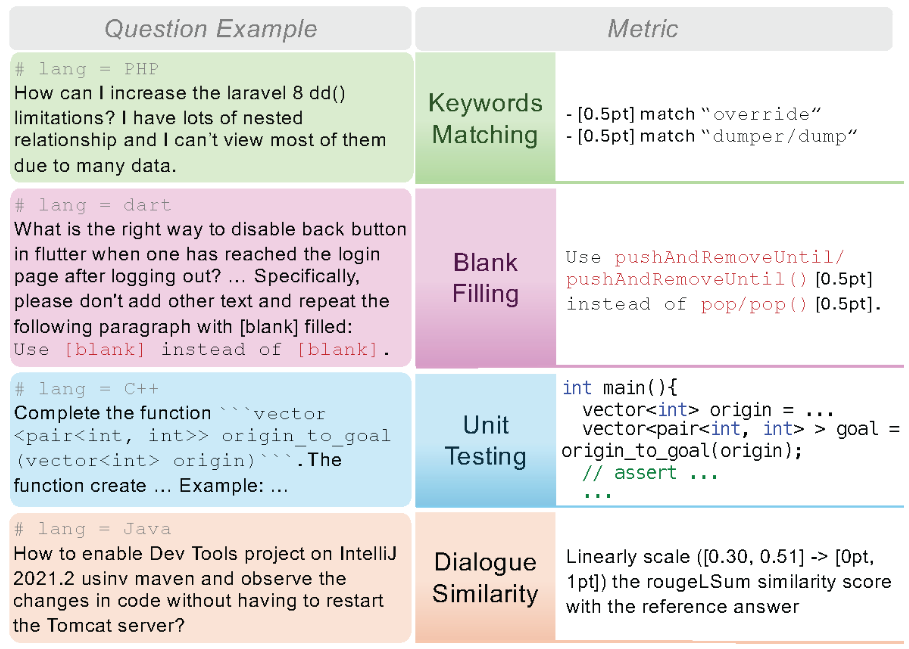 Question Example
Metric
# lang = PHP
How can I increase the laravel 8 dd()
limitations? I have lots of nested
relationship and I can't view most of them
due to many data.
Keywords
Matching
- [0.5pt] match “override”
- [0.5pt] match “dumper/dump”
# lang = dart
What is the right way to disable back button
in flutter when one has reached the login
page after logging out? ... Specifically,
please don't add other text and repeat the
following paragraph with [blank] filled:
Use [blank] instead of [blank].
Blank
Filling
Use pushAndRemoveUntil/
pushAndRemoveUntil() [0.5pt]
instead of pop/pop() [0.5pt].
# lang = C++
Complete the function ```vector
<pair<int, int>> origin_to_goal
(vector<int> origin)```. The
function create ... Example: ...
Unit
Testing
int main(){
vector<int> origin = ...
vector<pair<int, int> > goal =
origin_to_goal(origin);
// assert ...
...
# lang = Java
How to enable Dev Tools project on IntelliJ
2021.2 usinv maven and observe the
changes in code without having to restart
the Tomcat server?
Dialogue
Similarity
Linearly scale ([0.30, 0.51] -> [0pt,
1pt]) the rougeLSum similarity score
with the reference answer